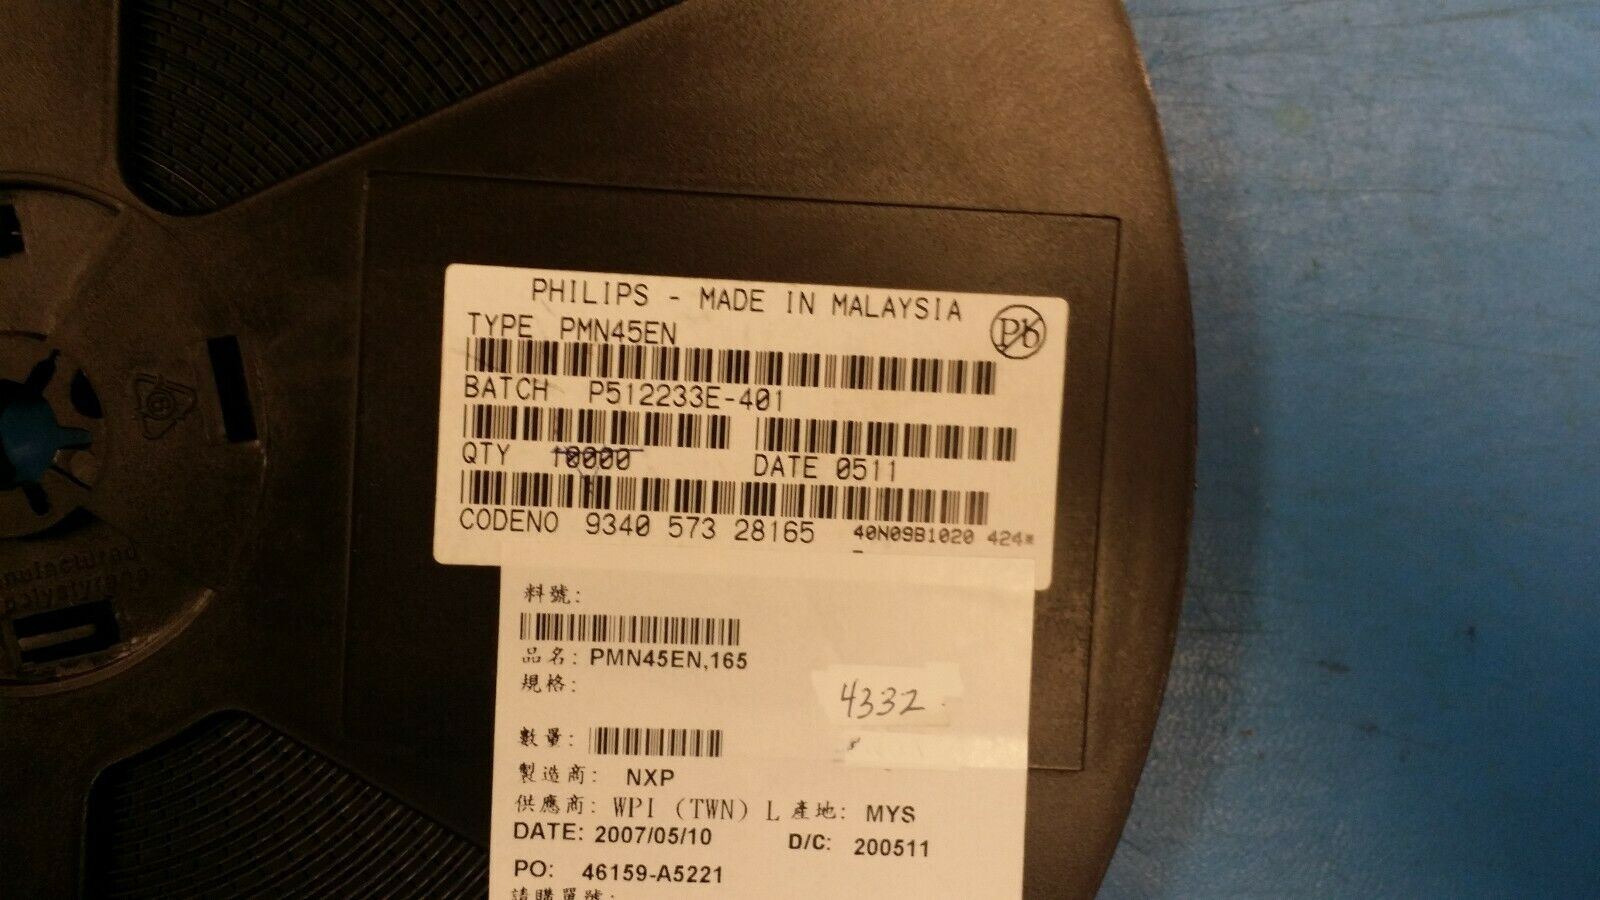 PHILIPS - MADE IN MALAYSIA
Pb
TYPE PMN45EN
BATCH P512233E-401
QTY 10000 DATE 0511
CODENO 9340 573 28165 40N09B1020 424*
料號:
品名: PMN45EN,165
規格:
4332
數量:
製造商: NXP
供應商: WPI (TWN) L 產地: MYS
DATE: 2007/05/10 D/C: 200511
PO: 46159-A5221
請購單號:
polystyrene